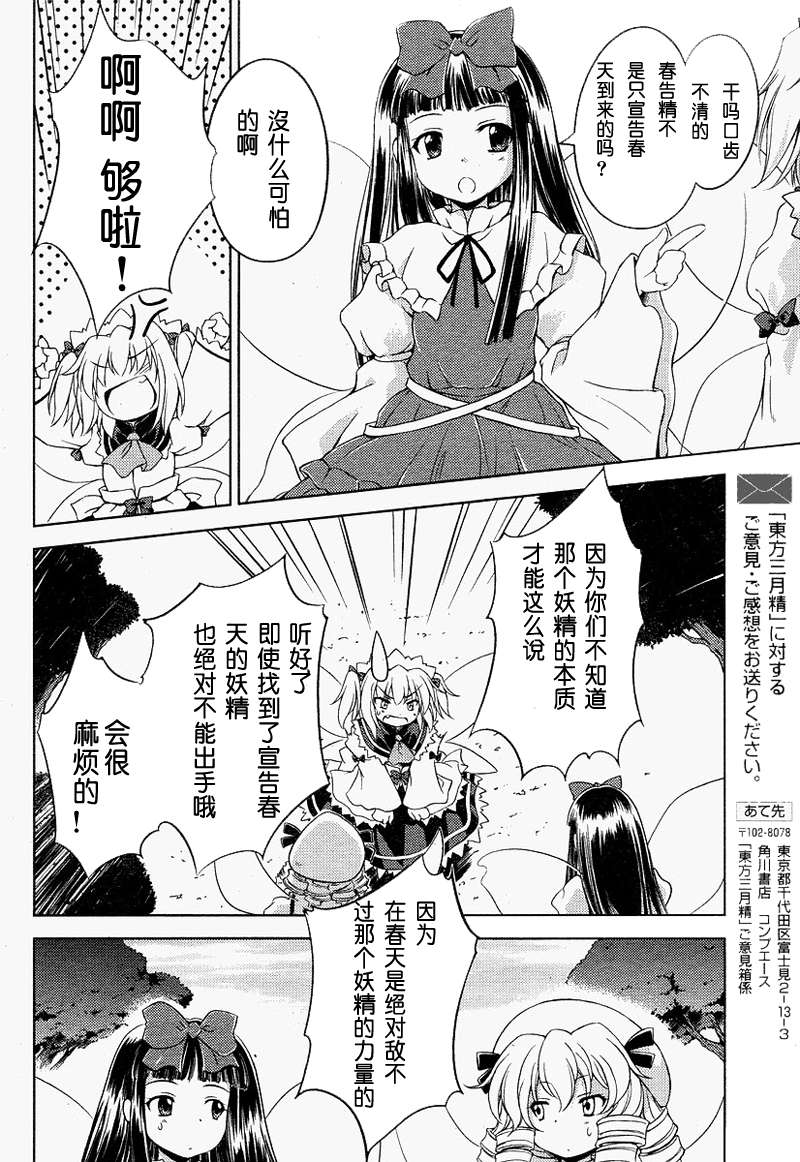 干吗口齿
不清的
春告精不
是只宣告春
天到来的吗？
沒什么可怕
的啊
啊啊 够啦！
因为你们不知道
那个妖精的本质
才能这么说
听好了
即使找到了宣告春
天的妖精
也绝对不能出手哦
会很
麻烦的！
因为
在春天是绝对敌不
过那个妖精的力量的
「東方三月精」に対する
ご意見・ご感想をお送りください。
あて先
〒102-8078
東京都千代田区富士見2-13-3
角川書店　コンプエース
「東方三月精」ご意見箱係